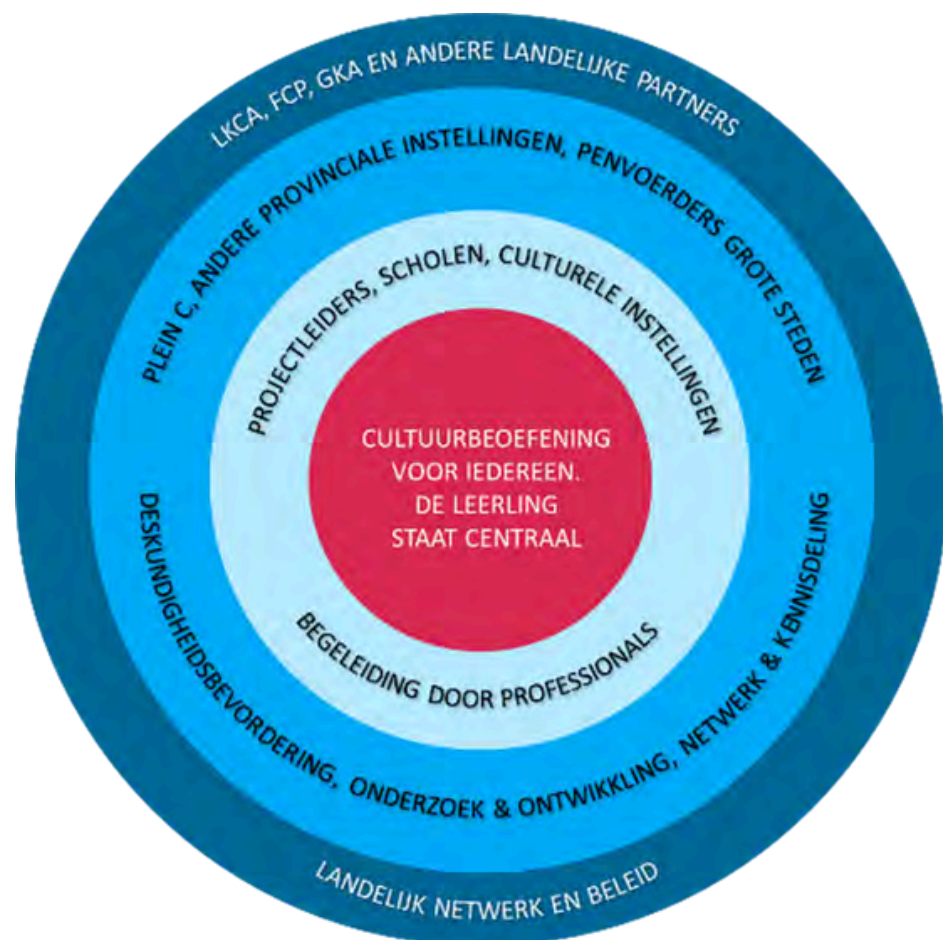 LKCA, FCP, GKA EN ANDERE LANDELIJKE PARTNERS
PLEIN C, ANDERE PROVINCIALE INSTELLINGEN, PENVOERDERS GROTE STEDEN
PROJECTLEIDERS, SCHOLEN, CULTURELE INSTELLINGEN
CULTUURBEOEFENING
VOOR IEDEREEN.
DE LEERLING
STAAT CENTRAAL
BEGELEIDING DOOR PROFESSIONALS
DESKUNDIGHEIDSBEVORDERING, ONDERZOEK & ONTWIKKLING, NETWERK & KENNISDELING
LANDELIJK NETWERK EN BELEID